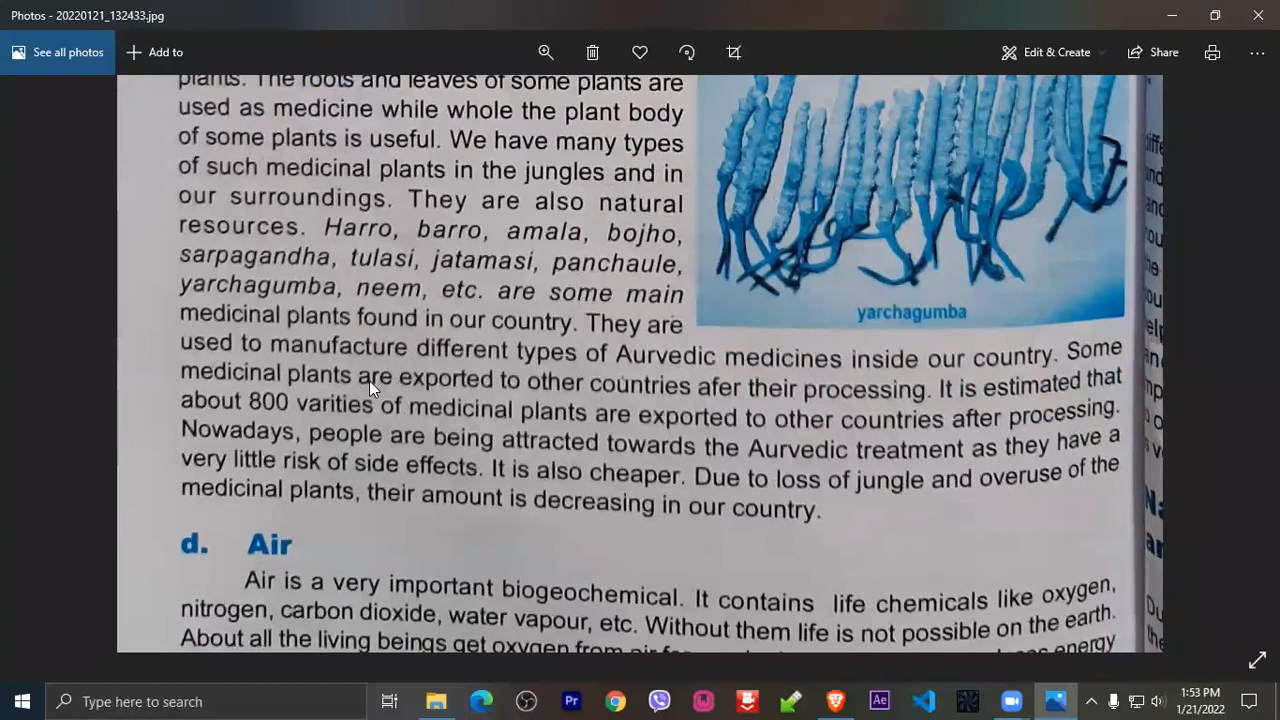 Photos - 20220121_132433.jpg
See all photos
Add to
Edit & Create
Share
plants. The roots and leaves of some plants are
used as medicine while whole the plant body
of some plants is useful. We have many types
of such medicinal plants in the jungles and in
our surroundings. They are also natural
resources. Harro, barro, amala, bojho,
sarpagandha, tulasi, jatamasi, panchaule,
yarchagumba, neem, etc. are some main
medicinal plants found in our country. They are
yarchagumba
used to manufacture different types of Aurvedic medicines inside our country. Some
medicinal plants are exported to other countries afer their processing. It is estimated that
about 800 varities of medicinal plants are exported to other countries after processing.
Nowadays, people are being attracted towards the Aurvedic treatment as they have a
very little risk of side effects. It is also cheaper. Due to loss of jungle and overuse of the
medicinal plants, their amount is decreasing in our country.
d. Air
Air is a very important biogeochemical. It contains life chemicals like oxygen,
nitrogen, carbon dioxide, water vapour, etc. Without them life is not possible on the earth.
About all the living beings get oxygen from air energy
Type here to search
1:53 PM
1/21/2022